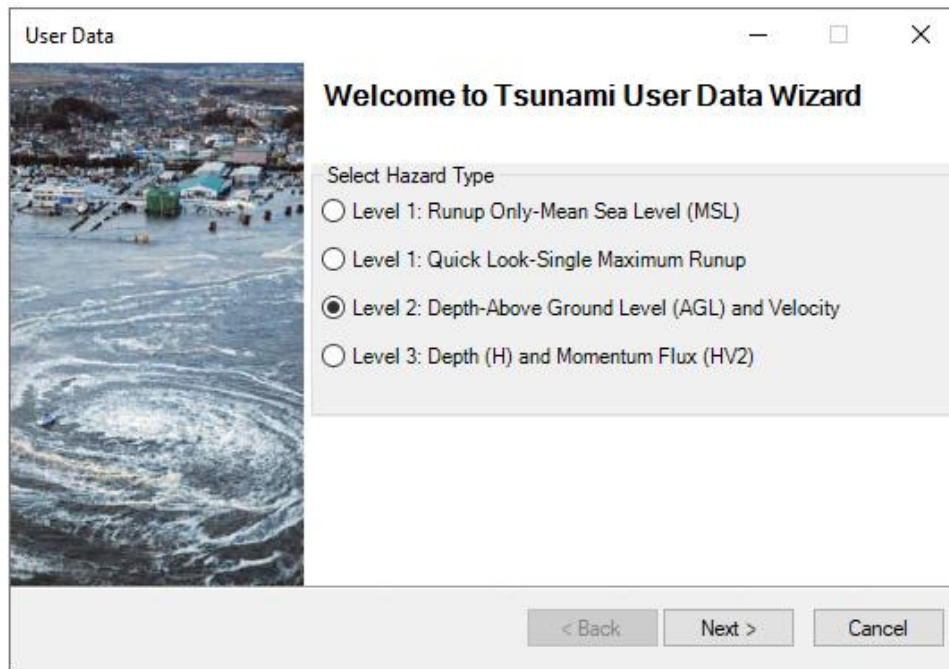 User Data
Welcome to Tsunami User Data Wizard
Select Hazard Type
Level 1: Runup Only-Mean Sea Level (MSL)
Level 1: Quick Look-Single Maximum Runup
Level 2: Depth-Above Ground Level (AGL) and Velocity
Level 3: Depth (H) and Momentum Flux (HV2)
< Back Next > Cancel